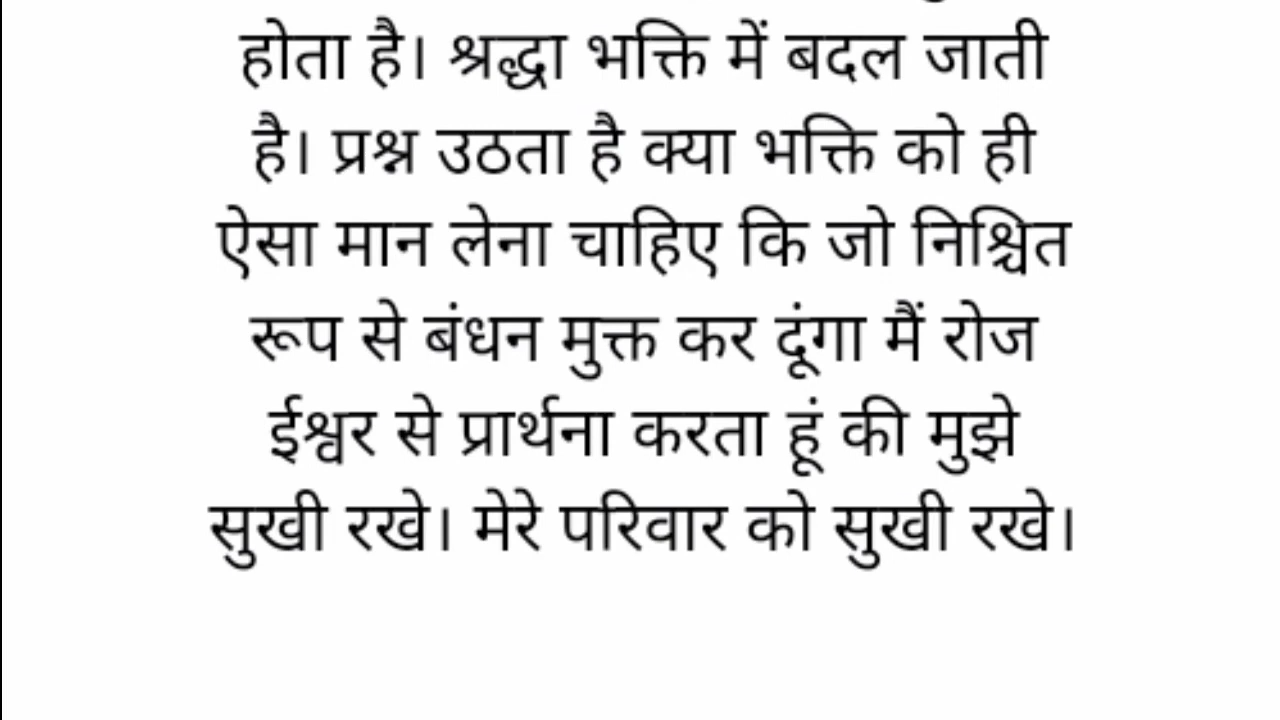 होता है। श्रद्धा भक्ति में बदल जाती
है। प्रश्न उठता है क्या भक्ति को ही
ऐसा मान लेना चाहिए कि जो निश्चित
रूप से बंधन मुक्त कर दूंगा मैं रोज
ईश्वर से प्रार्थना करता हूं की मुझे
सुखी रखे। मेरे परिवार को सुखी रखे।